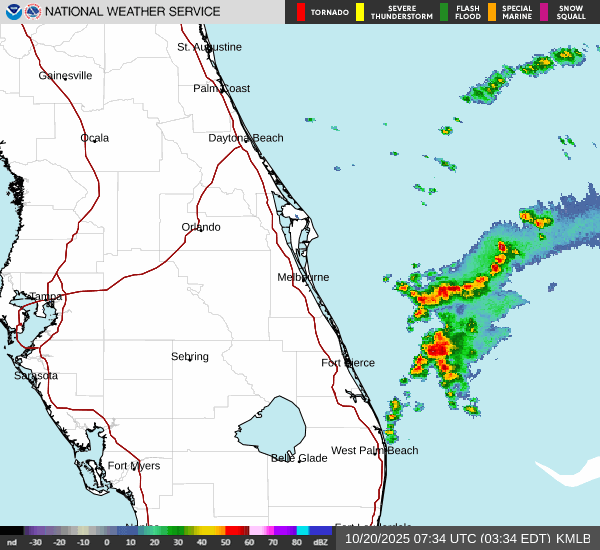 NATIONAL WEATHER SERVICE
TORNADO
SEVERE
THUNDERSTORM
FLASH
FLOOD
SPECIAL
MARINE
SNOW
SQUALL
St. Augustine
Gainesville
Palm Coast
Ocala
Daytona Beach
Orlando
Melbourne
Tampa
Sebring
Fort Pierce
Sarasota
West Palm Beach
Belle Glade
Fort Myers
nd -30 -20 -10 0 10 20 30 40 50 60 70 80 dBZ
10/20/2025 07:34 UTC (03:34 EDT) KMLB